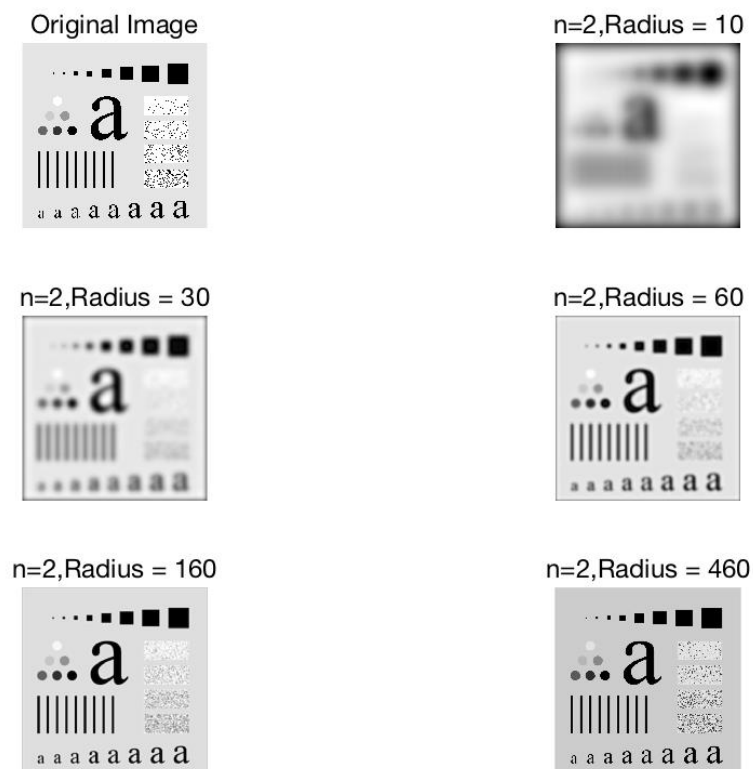 Original Image
n=2,Radius = 10
a
a a a a a a a a
a
n=2,Radius = 30
n=2,Radius = 60
a
a a a a a a a a
a
a a a a a a a a
n=2,Radius = 160
n=2,Radius = 460
a
a a a a a a a a
a
a a a a a a a a